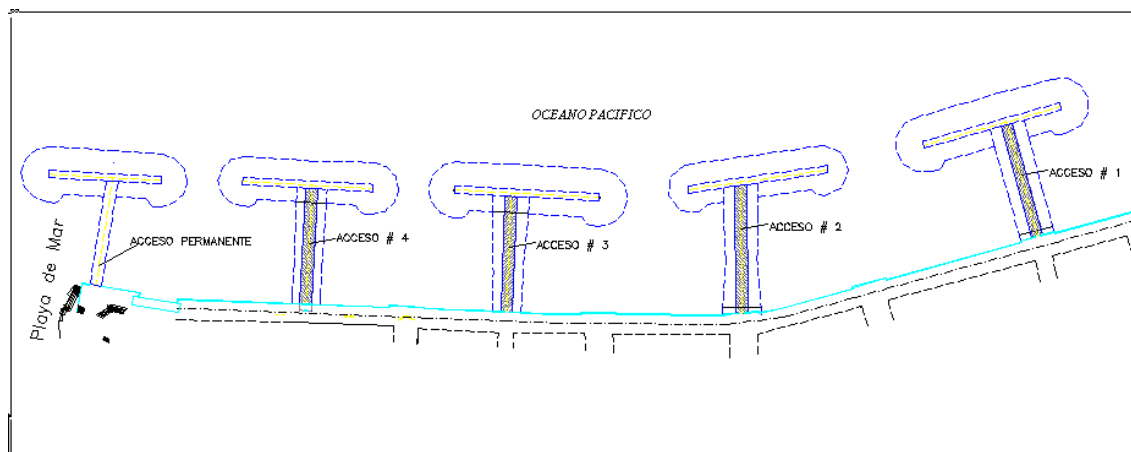 OCEANO PACIFICO
ACCESO # 1
ACCESO # 2
ACCESO # 3
ACCESO # 4
ACCESO PERMANENTE
Playa de Mar